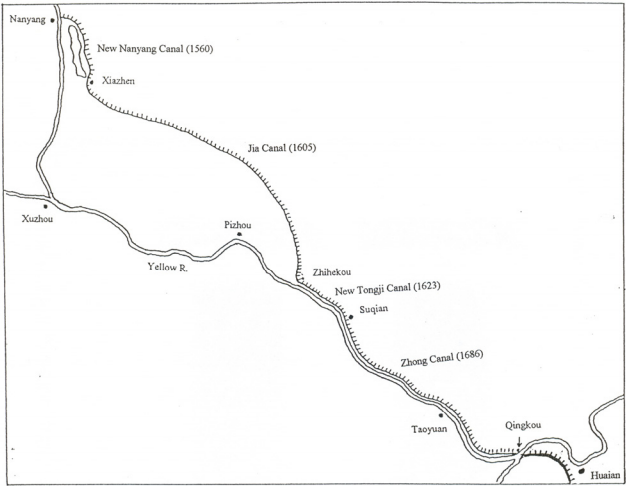 Nanyang
New Nanyang Canal (1560)
Xiazhen
Jia Canal (1605)
Xuzhou
Pizhou
Yellow R.
Zhihekou
New Tongji Canal (1623)
Suqian
Zhong Canal (1686)
Taoyuan
Qingkou
Huaian